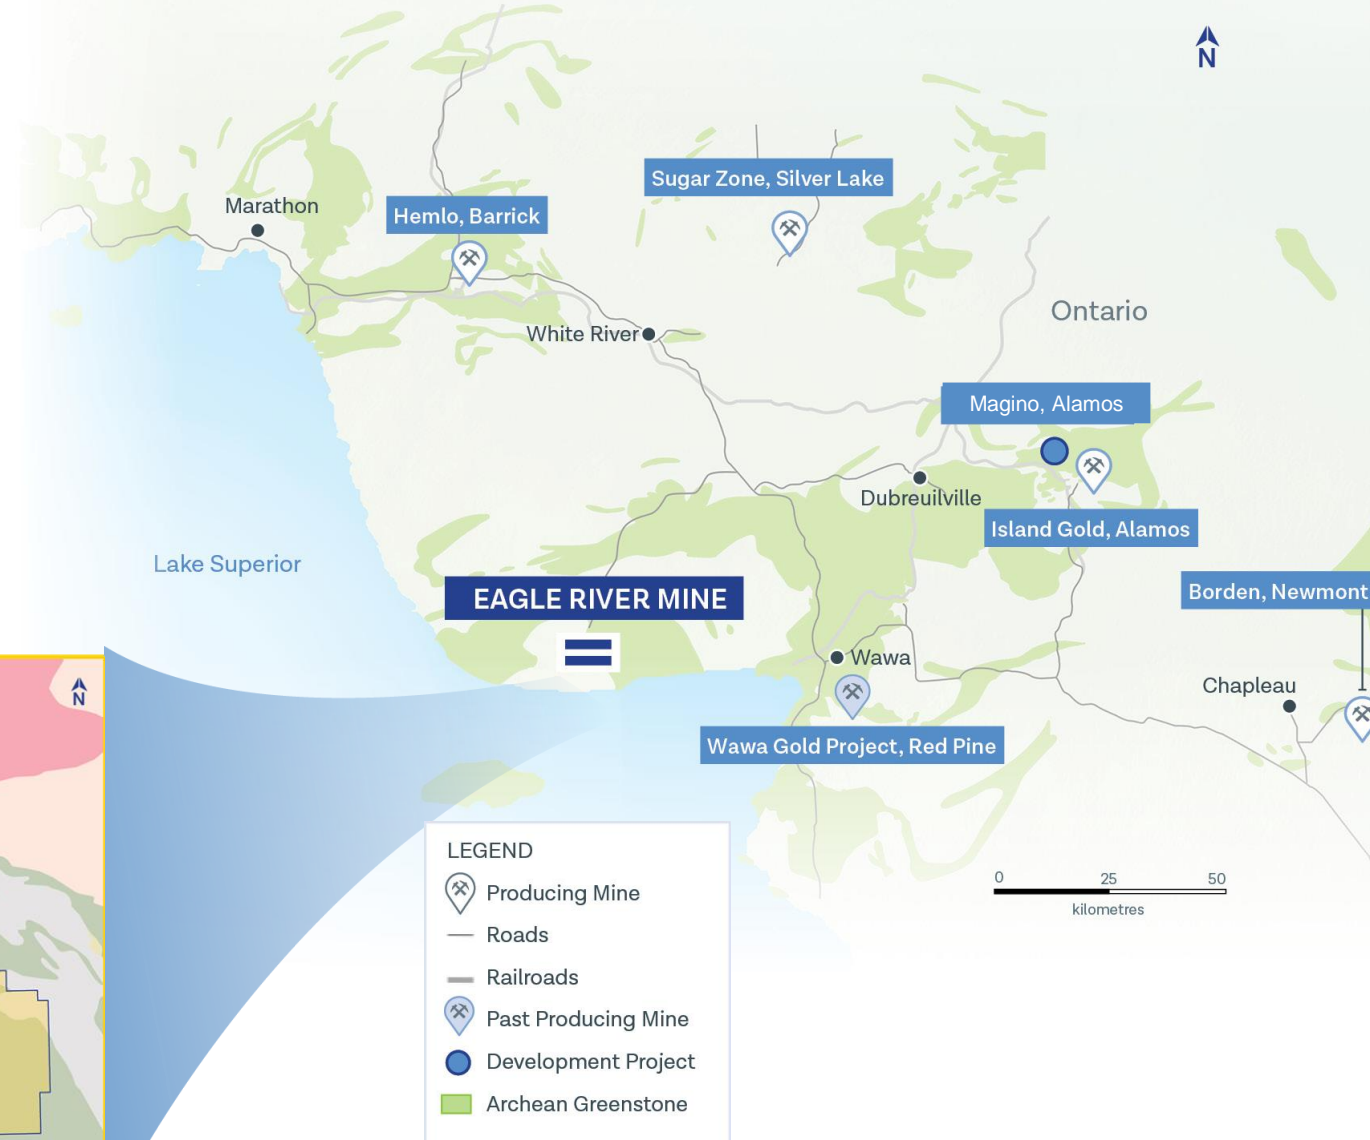 N
Sugar Zone, Silver Lake
Marathon
Hemlo, Barrick
Ontario
White River
Magino, Alamos
Dubreuilville
Island Gold, Alamos
Lake Superior
EAGLE RIVER MINE
Borden, Newmont
Wawa
Chapleau
N
Wawa Gold Project, Red Pine
LEGEND
Producing Mine
Roads
Railroads
Past Producing Mine
Development Project
Archean Greenstone
0 25 50
kilometres